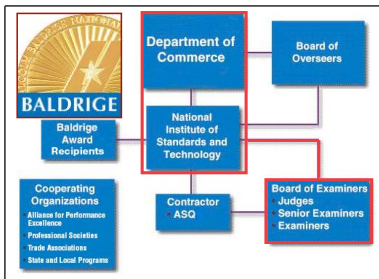 Department of
Commerce
Board of
Overseers
BALDRIGE
National
Institute of
Standards and
Technology
Baldrige
Award
Recipients
Cooperating
Organizations
• Alliance for Performance
Excellence
• Professional Societies
• Trade Associations
• State and Local Programs
Contractor
• ASQ
Board of Examiners
• Judges
• Senior Examiners
• Examiners